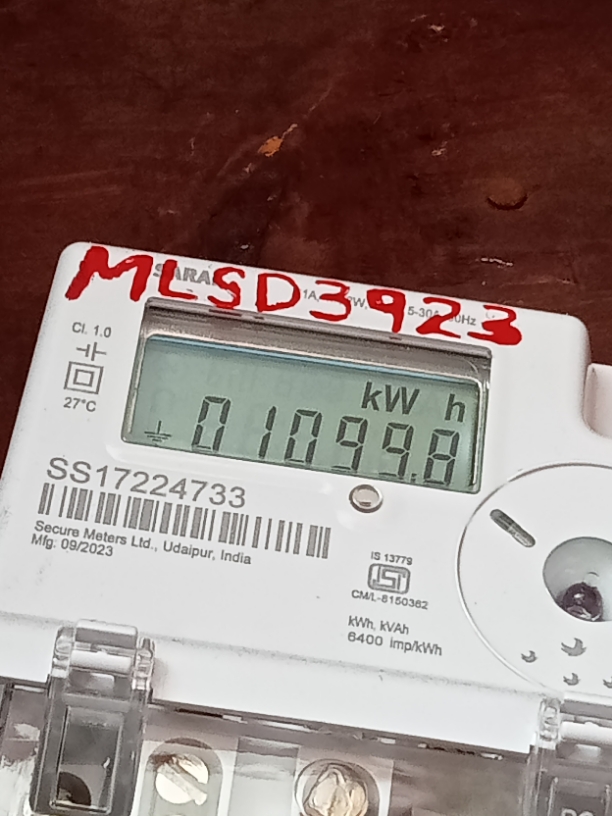 MLSD3923
Cl. 1.0
27°C
kW h
01099.8
SS17224733
Secure Meters Ltd., Udaipur, India
Mfg: 09/2023
IS 13779
ISI
CM/L-8150362
kWh, kVAh
6400 imp/kWh